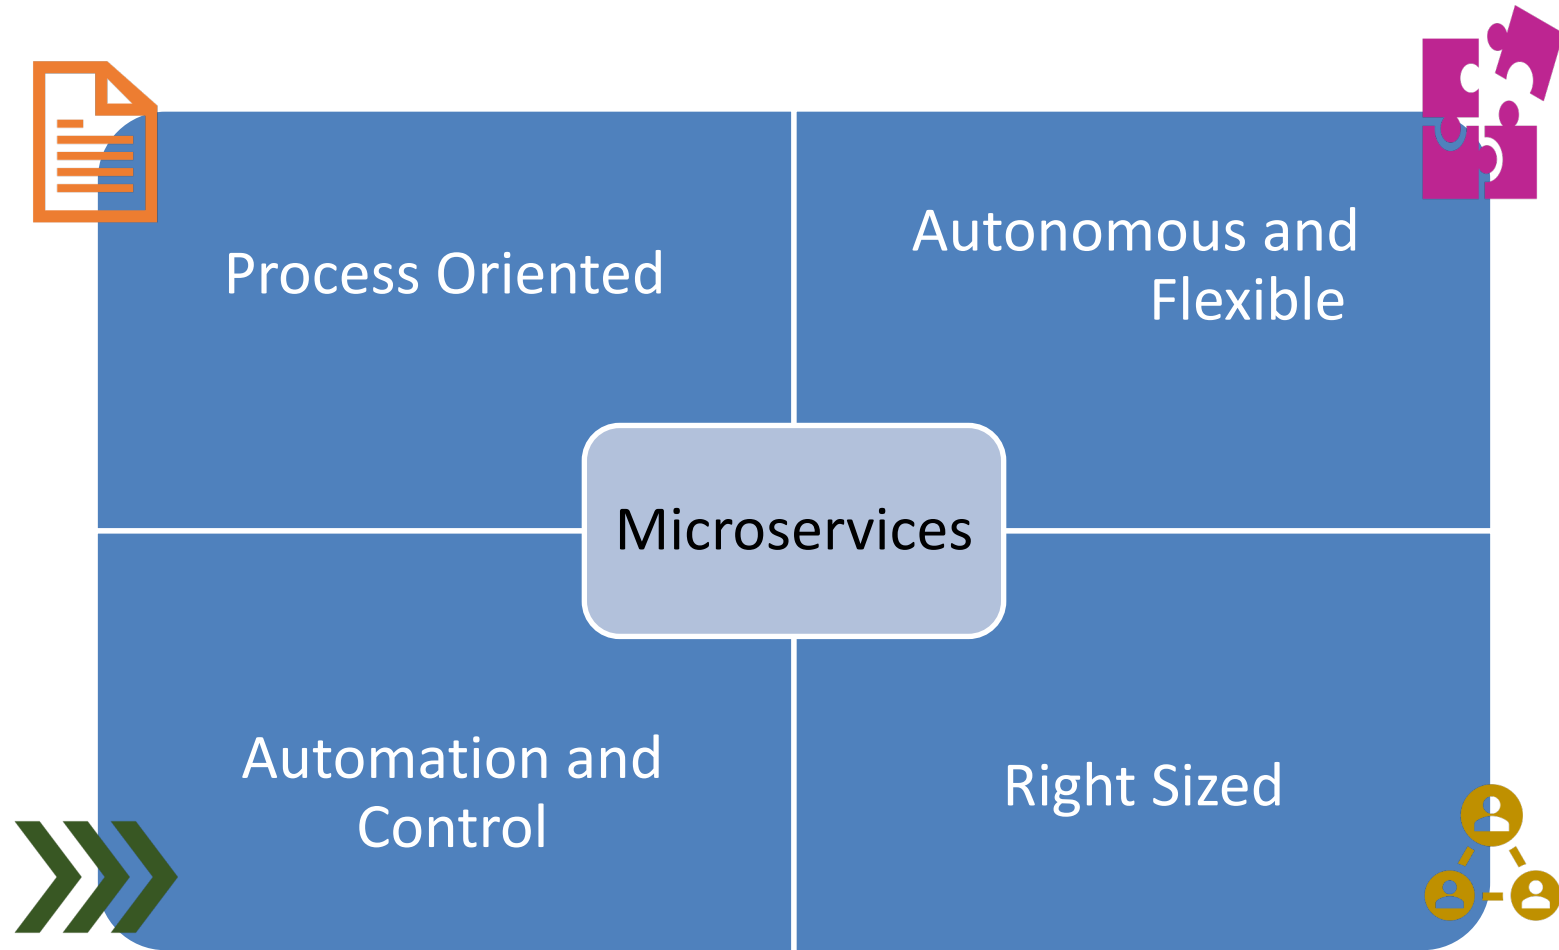 Process Oriented
Autonomous and
Flexible
Microservices
Automation and
Control
Right Sized